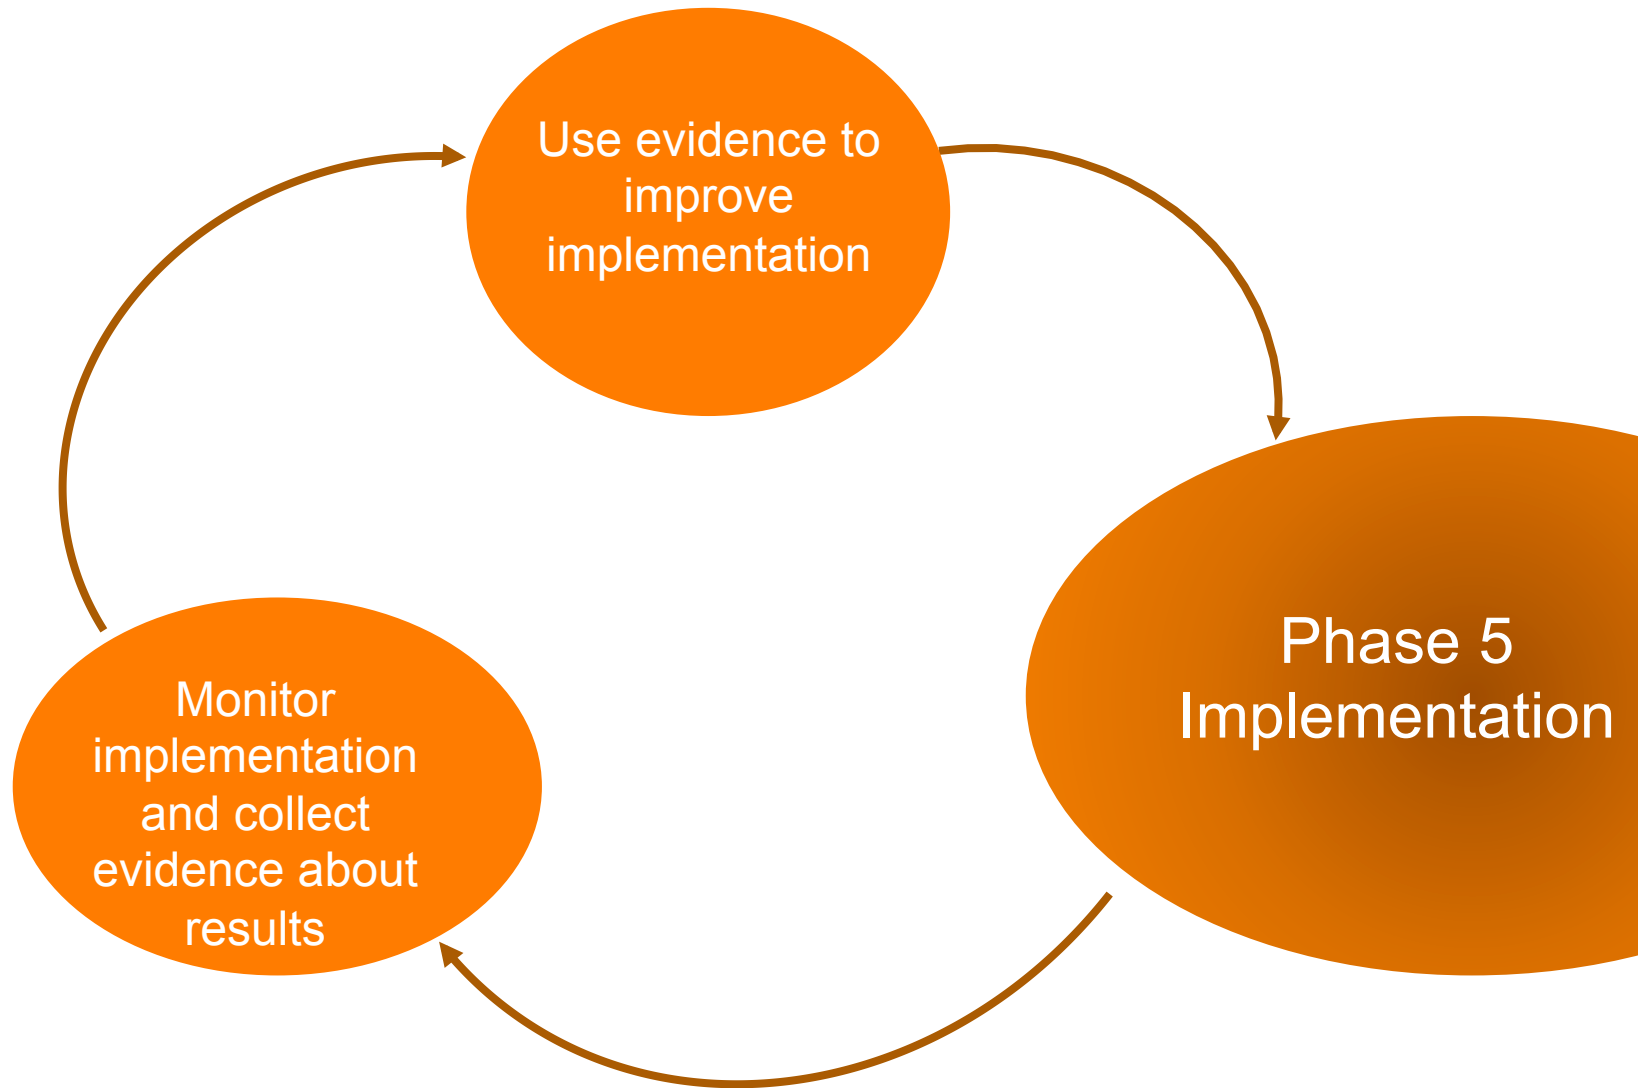 Use evidence to
improve
implementation
Phase 5
Implementation
Monitor
implementation
and collect
evidence about
results